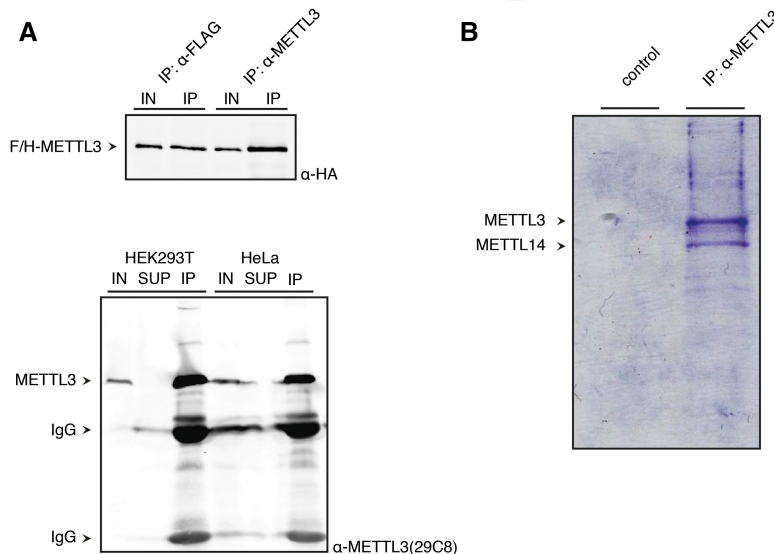 A
IP: α-FLAG
IP: α-METTL3
IN IP IN IP
F/H-METTL3
α-HA
HEK293T HeLa
IN SUP IP IN SUP IP
METTL3
IgG
IgG
α-METTL3(29C8)
B
control
IP: α-METTL3
METTL3
METTL14